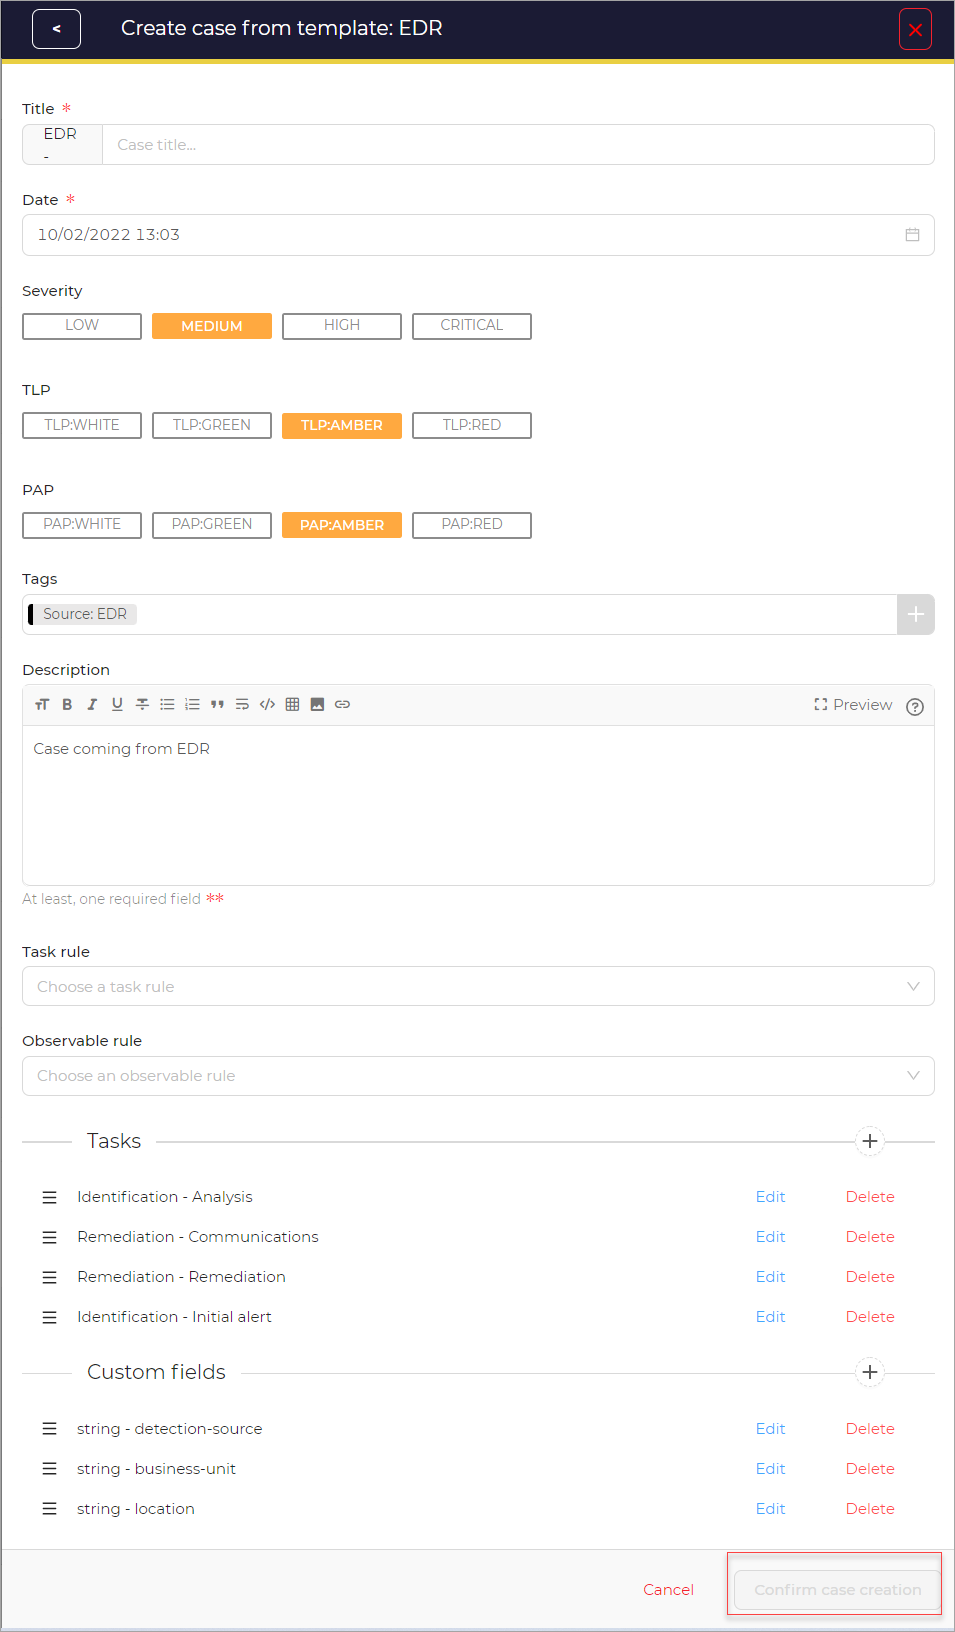 < Create case from template: EDR
Title *
EDR
-
Case title...
Date *
10/02/2022 13:03
Severity
LOW MEDIUM HIGH CRITICAL
TLP
TLP:WHITE TLP:GREEN TLP:AMBER TLP:RED
PAP
PAP:WHITE PAP:GREEN PAP:AMBER PAP:RED
Tags
Source: EDR
Description
Preview
Case coming from EDR
At least, one required field **
Task rule
Choose a task rule
Observable rule
Choose an observable rule
Tasks
Identification - Analysis Edit Delete
Remediation - Communications Edit Delete
Remediation - Remediation Edit Delete
Identification - Initial alert Edit Delete
Custom fields
string - detection-source Edit Delete
string - business-unit Edit Delete
string - location Edit Delete
Cancel Confirm case creation